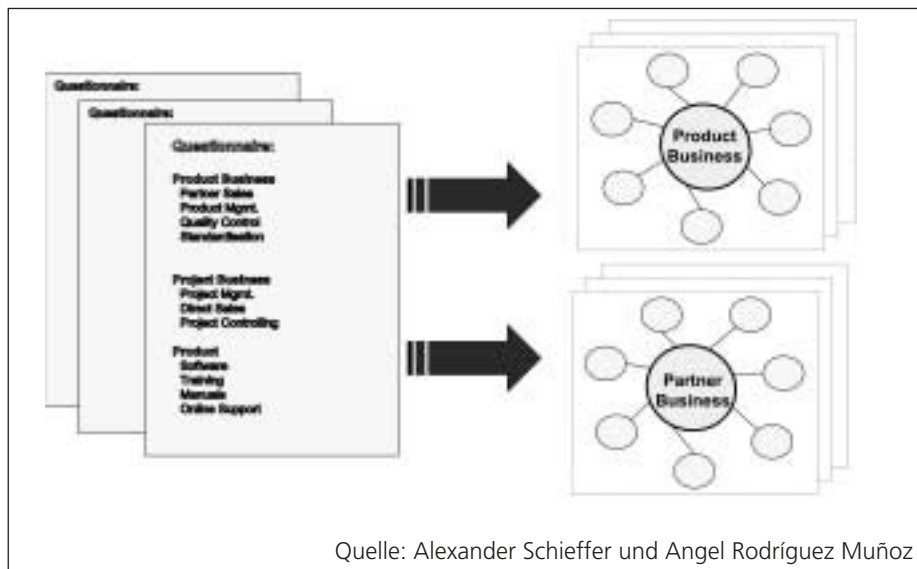 Questionnaire:
Questionnaire:
Questionnaire:
Product Business
Partner Sales
Product Mgmt.
Quality Control
Standardisation
Project Business
Project Mgmt.
Direct Sales
Project Controlling
Product
Software
Training
Manuals
Online Support
Product
Business
Partner
Business
Quelle: Alexander Schieffer und Angel Rodríguez Muñoz